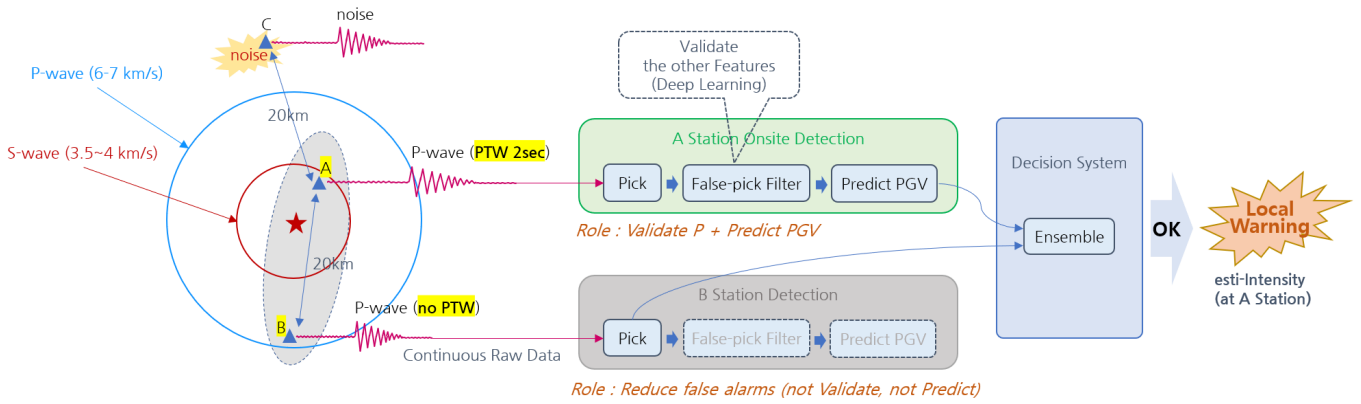 C
noise
noise
P-wave (6-7 km/s)
20km
S-wave (3.5~4 km/s)
A
P-wave (PTW 2sec)
20km
B
P-wave (no PTW)
Continuous Raw Data
Validate
the other Features
(Deep Learning)
A Station Onsite Detection
Pick
False-pick Filter
Predict PGV
Role : Validate P + Predict PGV
B Station Detection
Pick
False-pick Filter
Predict PGV
Role : Reduce false alarms (not Validate, not Predict)
Decision System
Ensemble
OK
Local
Warning
esti-Intensity
(at A Station)